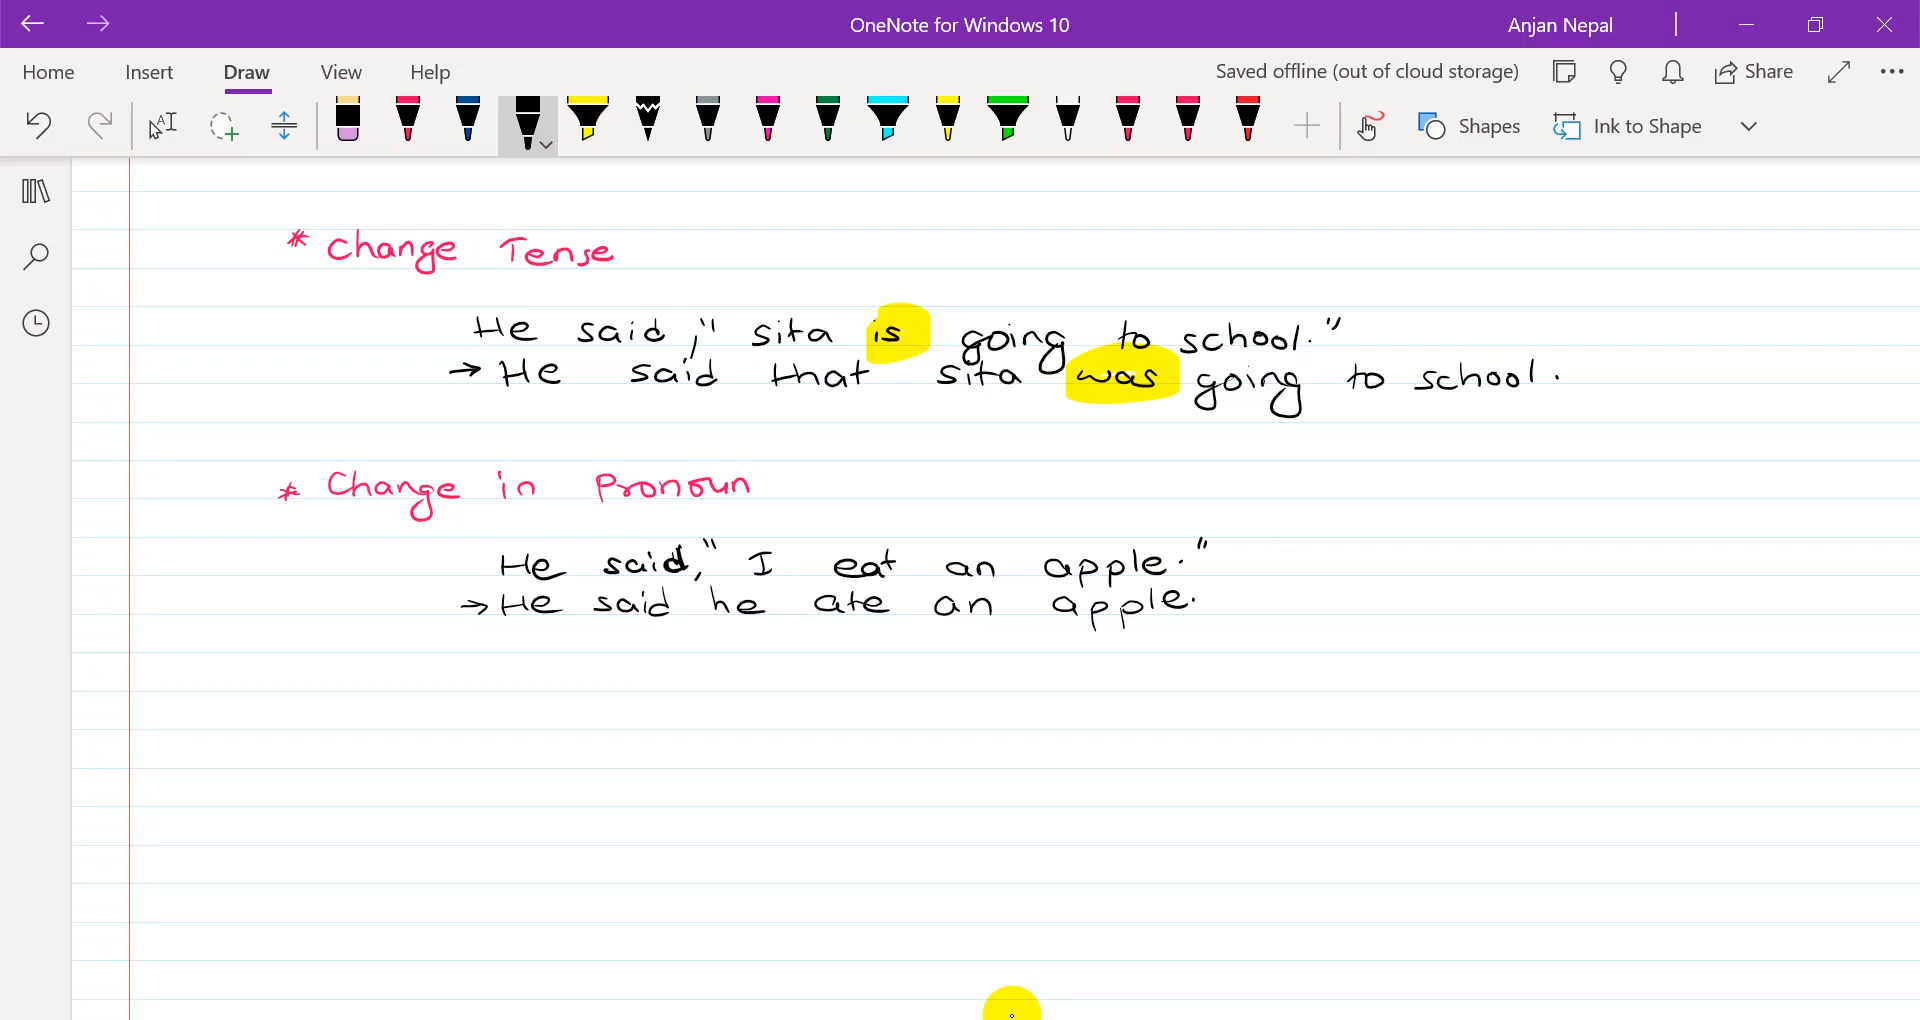 OneNote for Windows 10
Anjan Nepal
Home Insert Draw View Help
Saved offline (out of cloud storage)
Share
Shapes
Ink to Shape
* Change Tense
He said, " sita is going to school."
→ He said that sita was going to school.
* Change in Pronoun
He said, " I eat an apple."
→ He said he ate an apple.